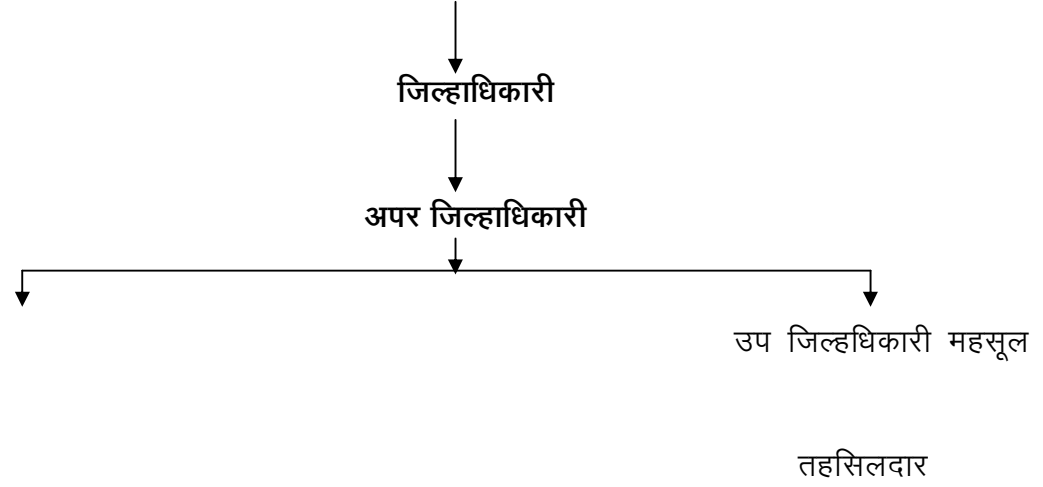 जिल्हाधिकारी
अपर जिल्हाधिकारी
उप जिल्हधिकारी महसूल
तहसिलदार